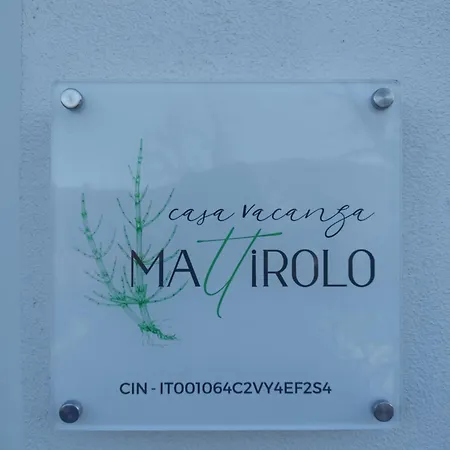 casa vacanza
MATTiROLO
CIN - IT001064C2VY4EF2S4